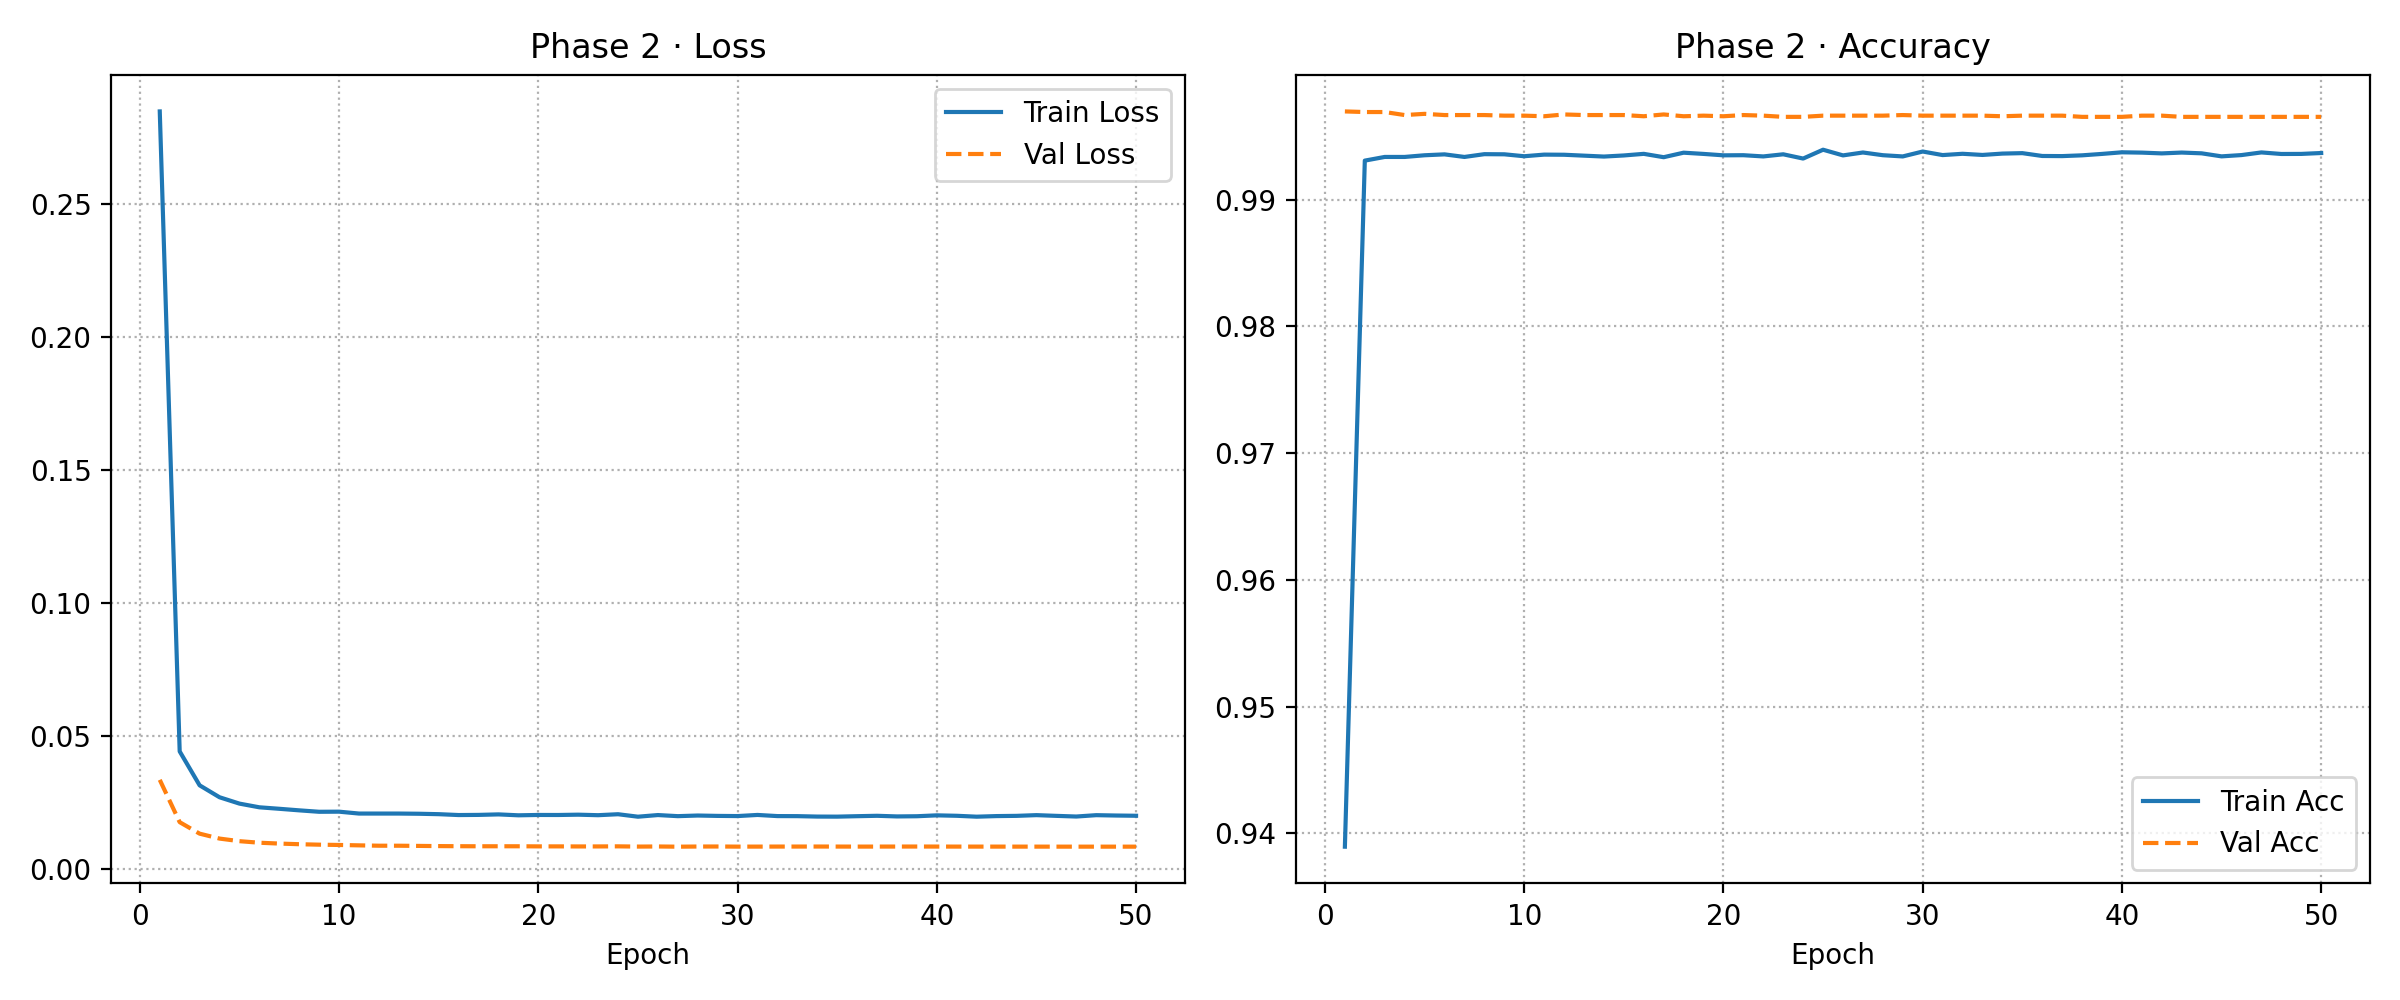 Phase 2 · Loss
Train Loss
Val Loss
0.25
0.20
0.15
0.10
0.05
0.00
0 10 20 30 40 50
Epoch
Phase 2 · Accuracy
0.99
0.98
0.97
0.96
0.95
0.94
Train Acc
Val Acc
0 10 20 30 40 50
Epoch